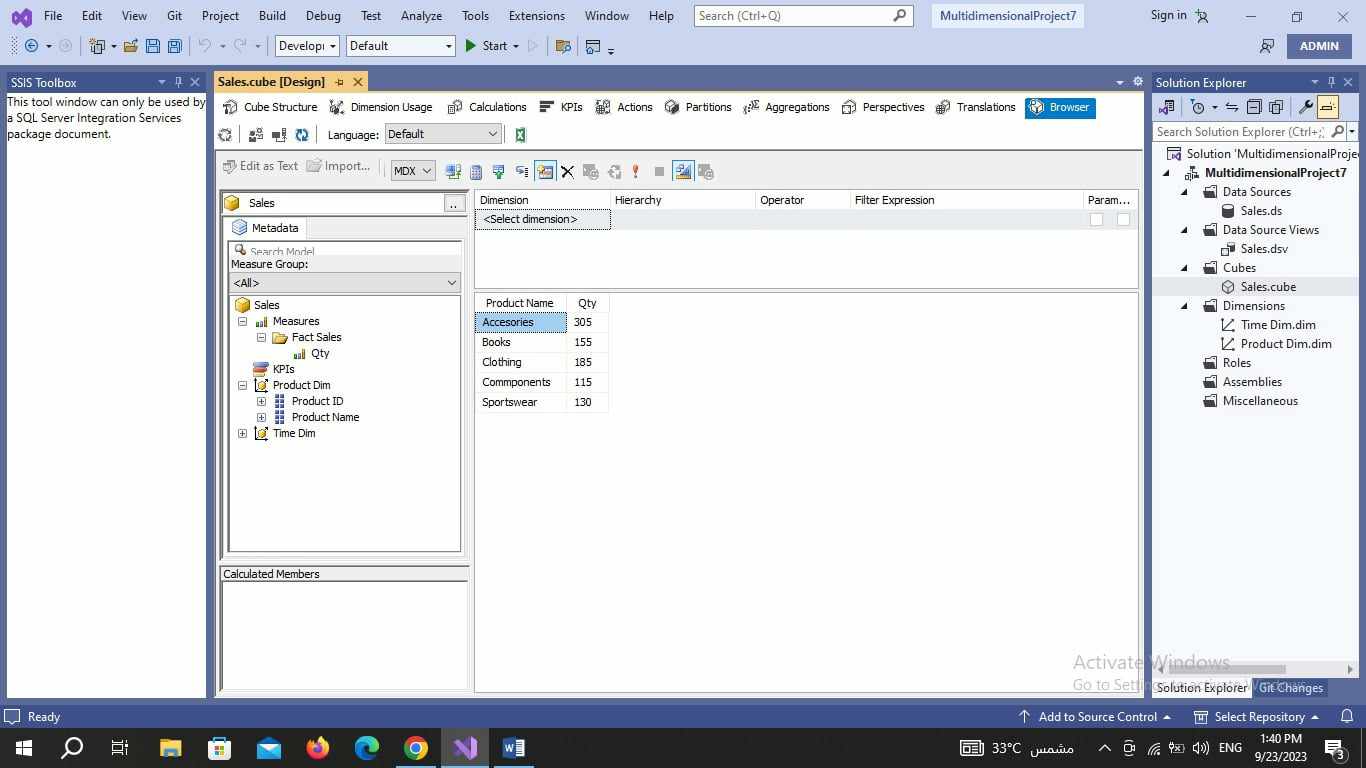 File Edit View Git Project Build Debug Test Analyze Tools Extensions Window Help Search (Ctrl+Q) MultidimensionalProject7 Sign in
Develop Default Start ADMIN
SSIS Toolbox
This tool window can only be used by
a SQL Server Integration Services
package document.
Sales.cube [Design]
Cube Structure Dimension Usage Calculations KPIs Actions Partitions Aggregations Perspectives Translations Browser
Language: Default
Edit as Text Import... MDX
Sales ..
Metadata
Search Model
Measure Group:
<All>
Sales
Measures
Fact Sales
Qty
KPIs
Product Dim
Product ID
Product Name
Time Dim
Calculated Members
Dimension Hierarchy Operator Filter Expression Param...
<Select dimension>
Product Name Qty
Accesories 305
Books 155
Clothing 185
Commponents 115
Sportswear 130
Solution Explorer
Search Solution Explorer (Ctrl+;
Solution 'MultidimensionalProje
MultidimensionalProject7
Data Sources
Sales.ds
Data Source Views
Sales.dsv
Cubes
Sales.cube
Dimensions
Time Dim.dim
Product Dim.dim
Roles
Assemblies
Miscellaneous
Activate Windows
Go to Settings to activate Windows.
Solution Explorer Git Changes
Ready Add to Source Control Select Repository
33°C مشمس ENG 1:40 PM
9/23/2023 3